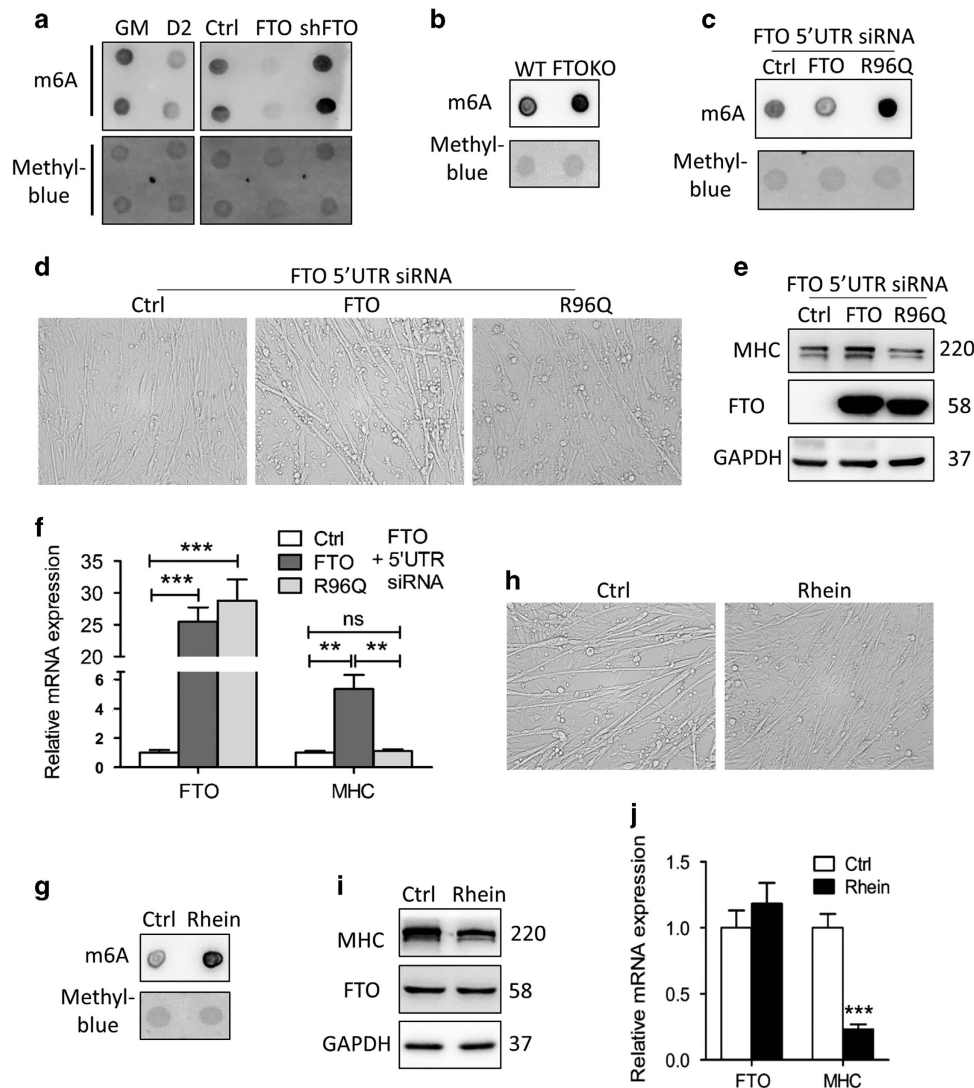 a
GM D2 Ctrl FTO shFTO
m6A
Methyl-
blue
b
WT FTOKO
m6A
Methyl-
blue
c
FTO 5'UTR siRNA
Ctrl FTO R96Q
m6A
Methyl-
blue
d
FTO 5'UTR siRNA
Ctrl FTO R96Q
e
FTO 5'UTR siRNA
Ctrl FTO R96Q
MHC 220
FTO 58
GAPDH 37
f
Relative mRNA expression
35
30
25
20
6
4
2
0
***
***
ns
** **
FTO MHC
Ctrl
FTO
R96Q
FTO
+ 5'UTR
siRNA
h
Ctrl Rhein
g
Ctrl Rhein
m6A
Methyl-
blue
i
Ctrl Rhein
MHC 220
FTO 58
GAPDH 37
j
Relative mRNA expression
1.5
1.0
0.5
0.0
Ctrl
Rhein
***
FTO MHC